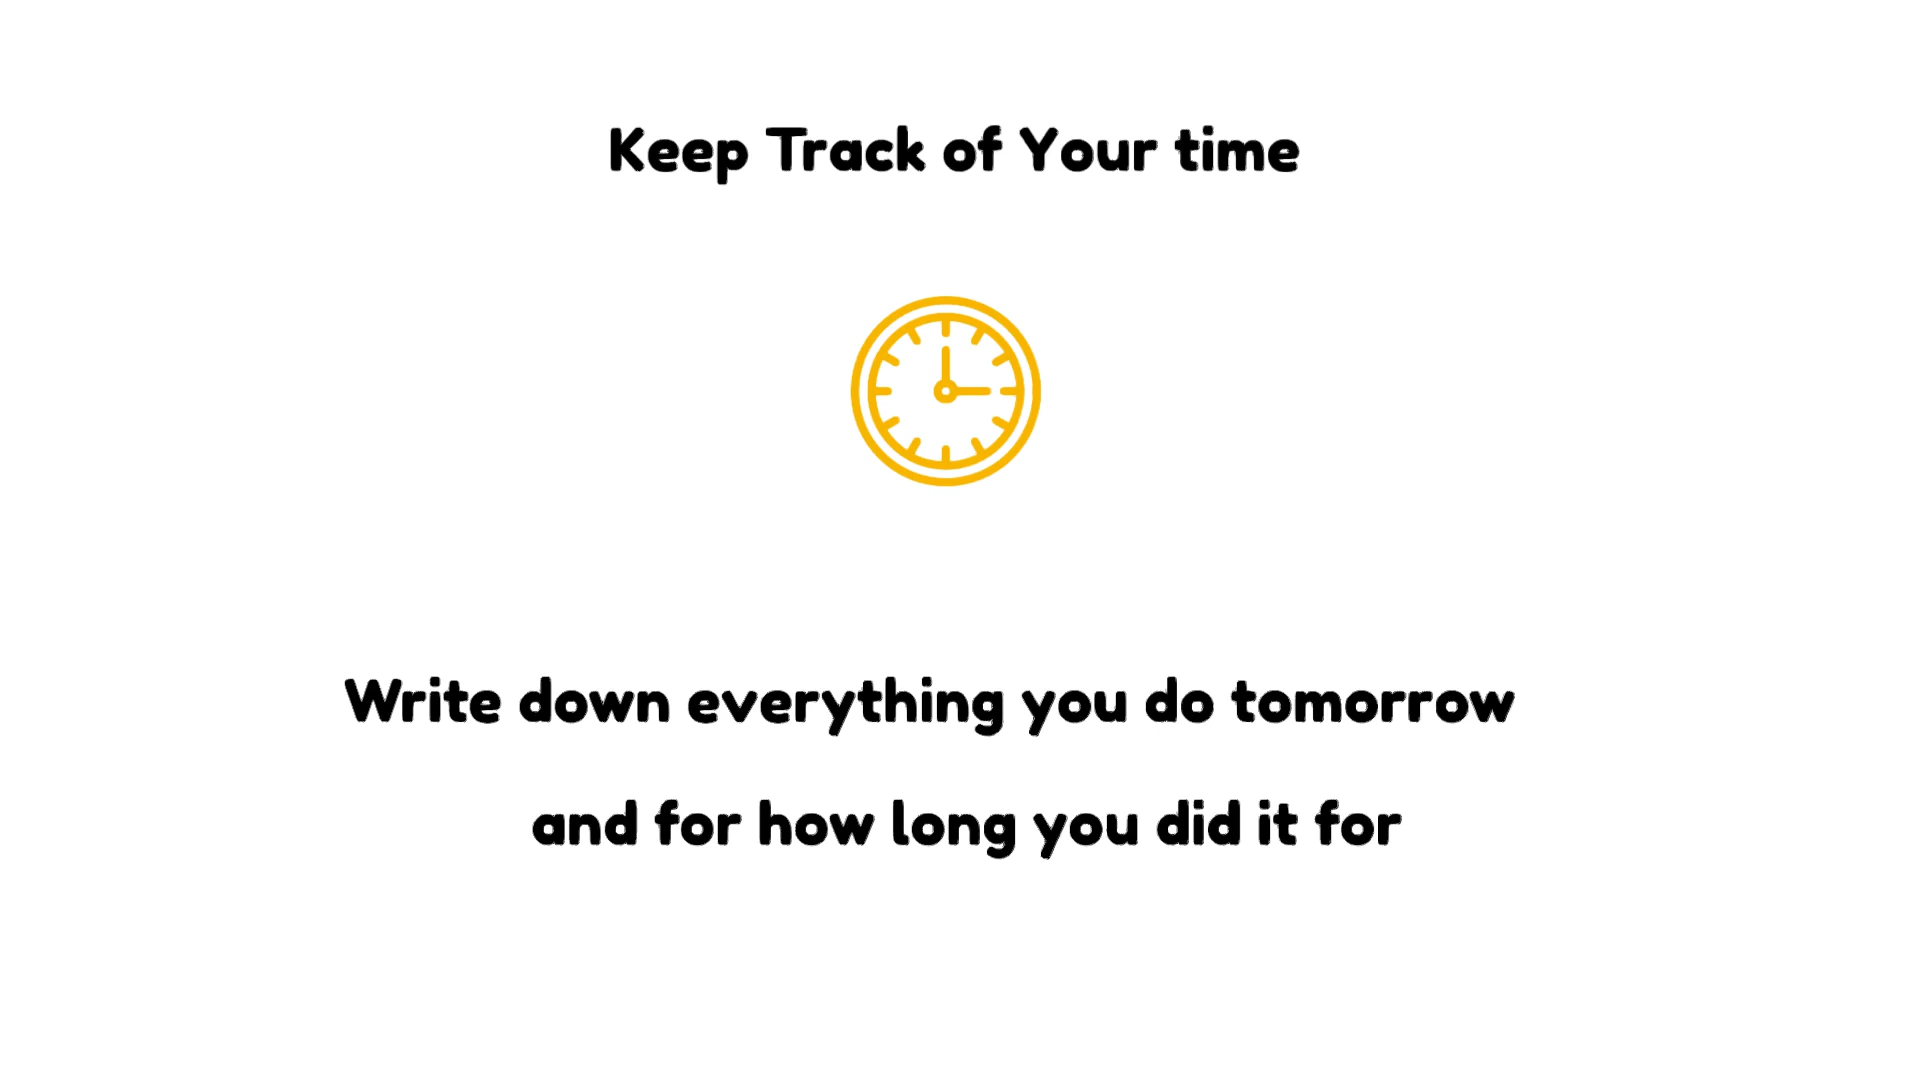 Keep Track of Your time
Write down everything you do tomorrow
and for how long you did it for